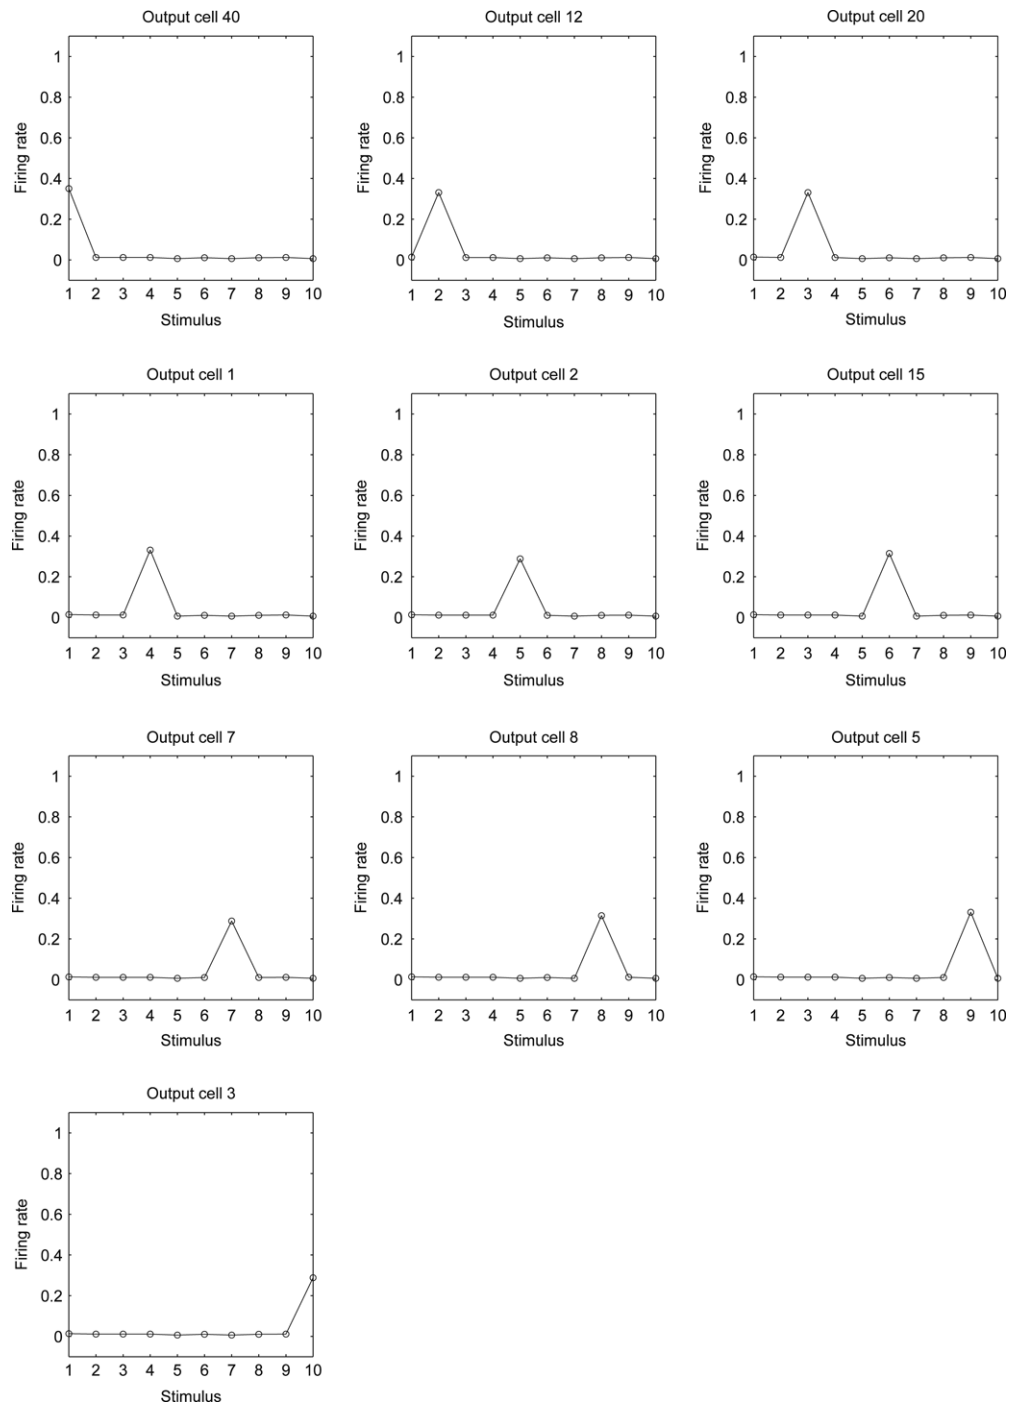 Output cell 40
Output cell 12
Output cell 20
1
0.8
0.6
0.4
0.2
0
Firing rate
1 2 3 4 5 6 7 8 9 10
Stimulus
1
0.8
0.6
0.4
0.2
0
Firing rate
1 2 3 4 5 6 7 8 9 10
Stimulus
1
0.8
0.6
0.4
0.2
0
Firing rate
1 2 3 4 5 6 7 8 9 10
Stimulus
Output cell 1
Output cell 2
Output cell 15
1
0.8
0.6
0.4
0.2
0
Firing rate
1 2 3 4 5 6 7 8 9 10
Stimulus
1
0.8
0.6
0.4
0.2
0
Firing rate
1 2 3 4 5 6 7 8 9 10
Stimulus
1
0.8
0.6
0.4
0.2
0
Firing rate
1 2 3 4 5 6 7 8 9 10
Stimulus
Output cell 7
Output cell 8
Output cell 5
1
0.8
0.6
0.4
0.2
0
Firing rate
1 2 3 4 5 6 7 8 9 10
Stimulus
1
0.8
0.6
0.4
0.2
0
Firing rate
1 2 3 4 5 6 7 8 9 10
Stimulus
1
0.8
0.6
0.4
0.2
0
Firing rate
1 2 3 4 5 6 7 8 9 10
Stimulus
Output cell 3
1
0.8
0.6
0.4
0.2
0
Firing rate
1 2 3 4 5 6 7 8 9 10
Stimulus